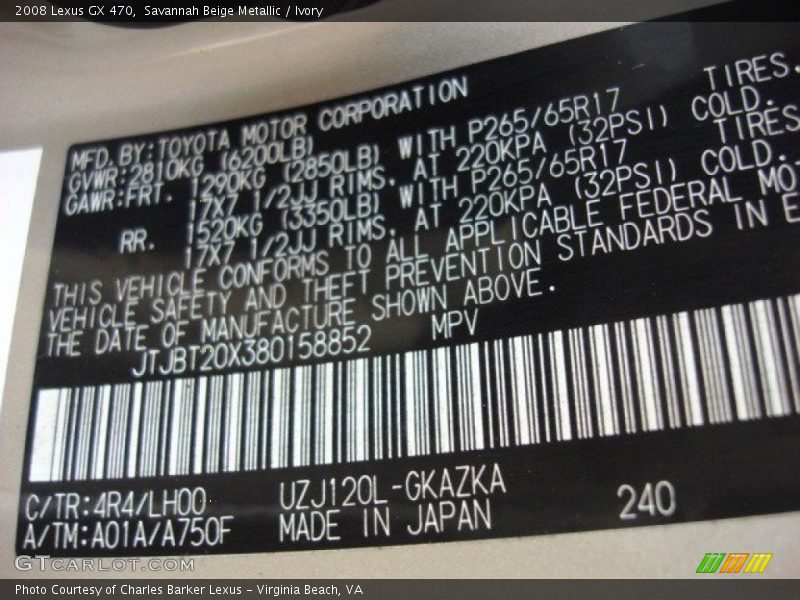 2008 Lexus GX 470, Savannah Beige Metallic / Ivory
MFD. BY: TOYOTA MOTOR CORPORATION
GVWR: 2810KG (6200LB)
GAWR: FRT. 1290KG (2850LB) WITH P265/65R17 TIRES.
17X7 1/2JJ RIMS. AT 220KPA (32PSI) COLD.
RR. 1520KG (3350LB) WITH P265/65R17 TIRES
17X7 1/2JJ RIMS. AT 220KPA (32PSI) COLD.
THIS VEHICLE CONFORMS TO ALL APPLICABLE FEDERAL MOT
VEHICLE SAFETY AND THEFT PREVENTION STANDARDS IN E
THE DATE OF MANUFACTURE SHOWN ABOVE.
JTJBT20X380158852 MPV
C/TR: 4R4/LH00 UZJ120L-GKAZKA 240
A/TM: A01A/A750F MADE IN JAPAN
GTCARLOT.COM
Photo Courtesy of Charles Barker Lexus - Virginia Beach, VA